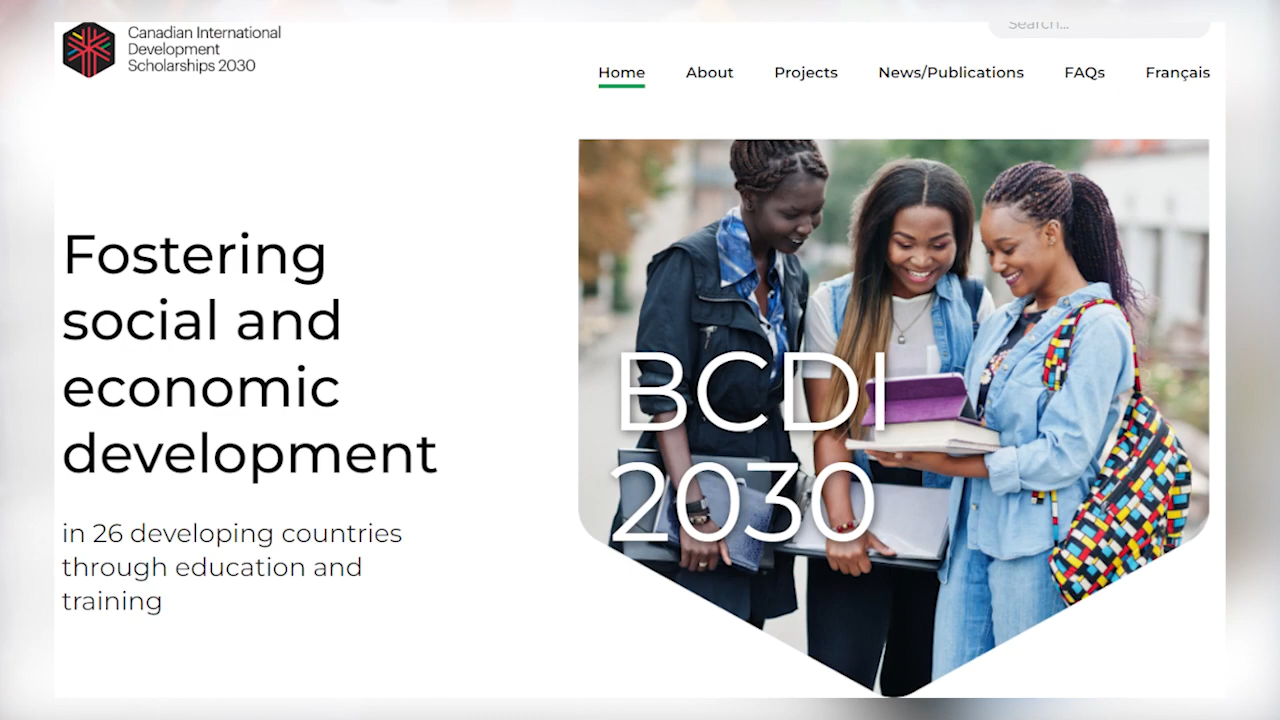 Canadian International
Development
Scholarships 2030
Search...
Home About Projects News/Publications FAQs Français
Fostering
social and
economic
development
in 26 developing countries
through education and
training
BCDI
2030